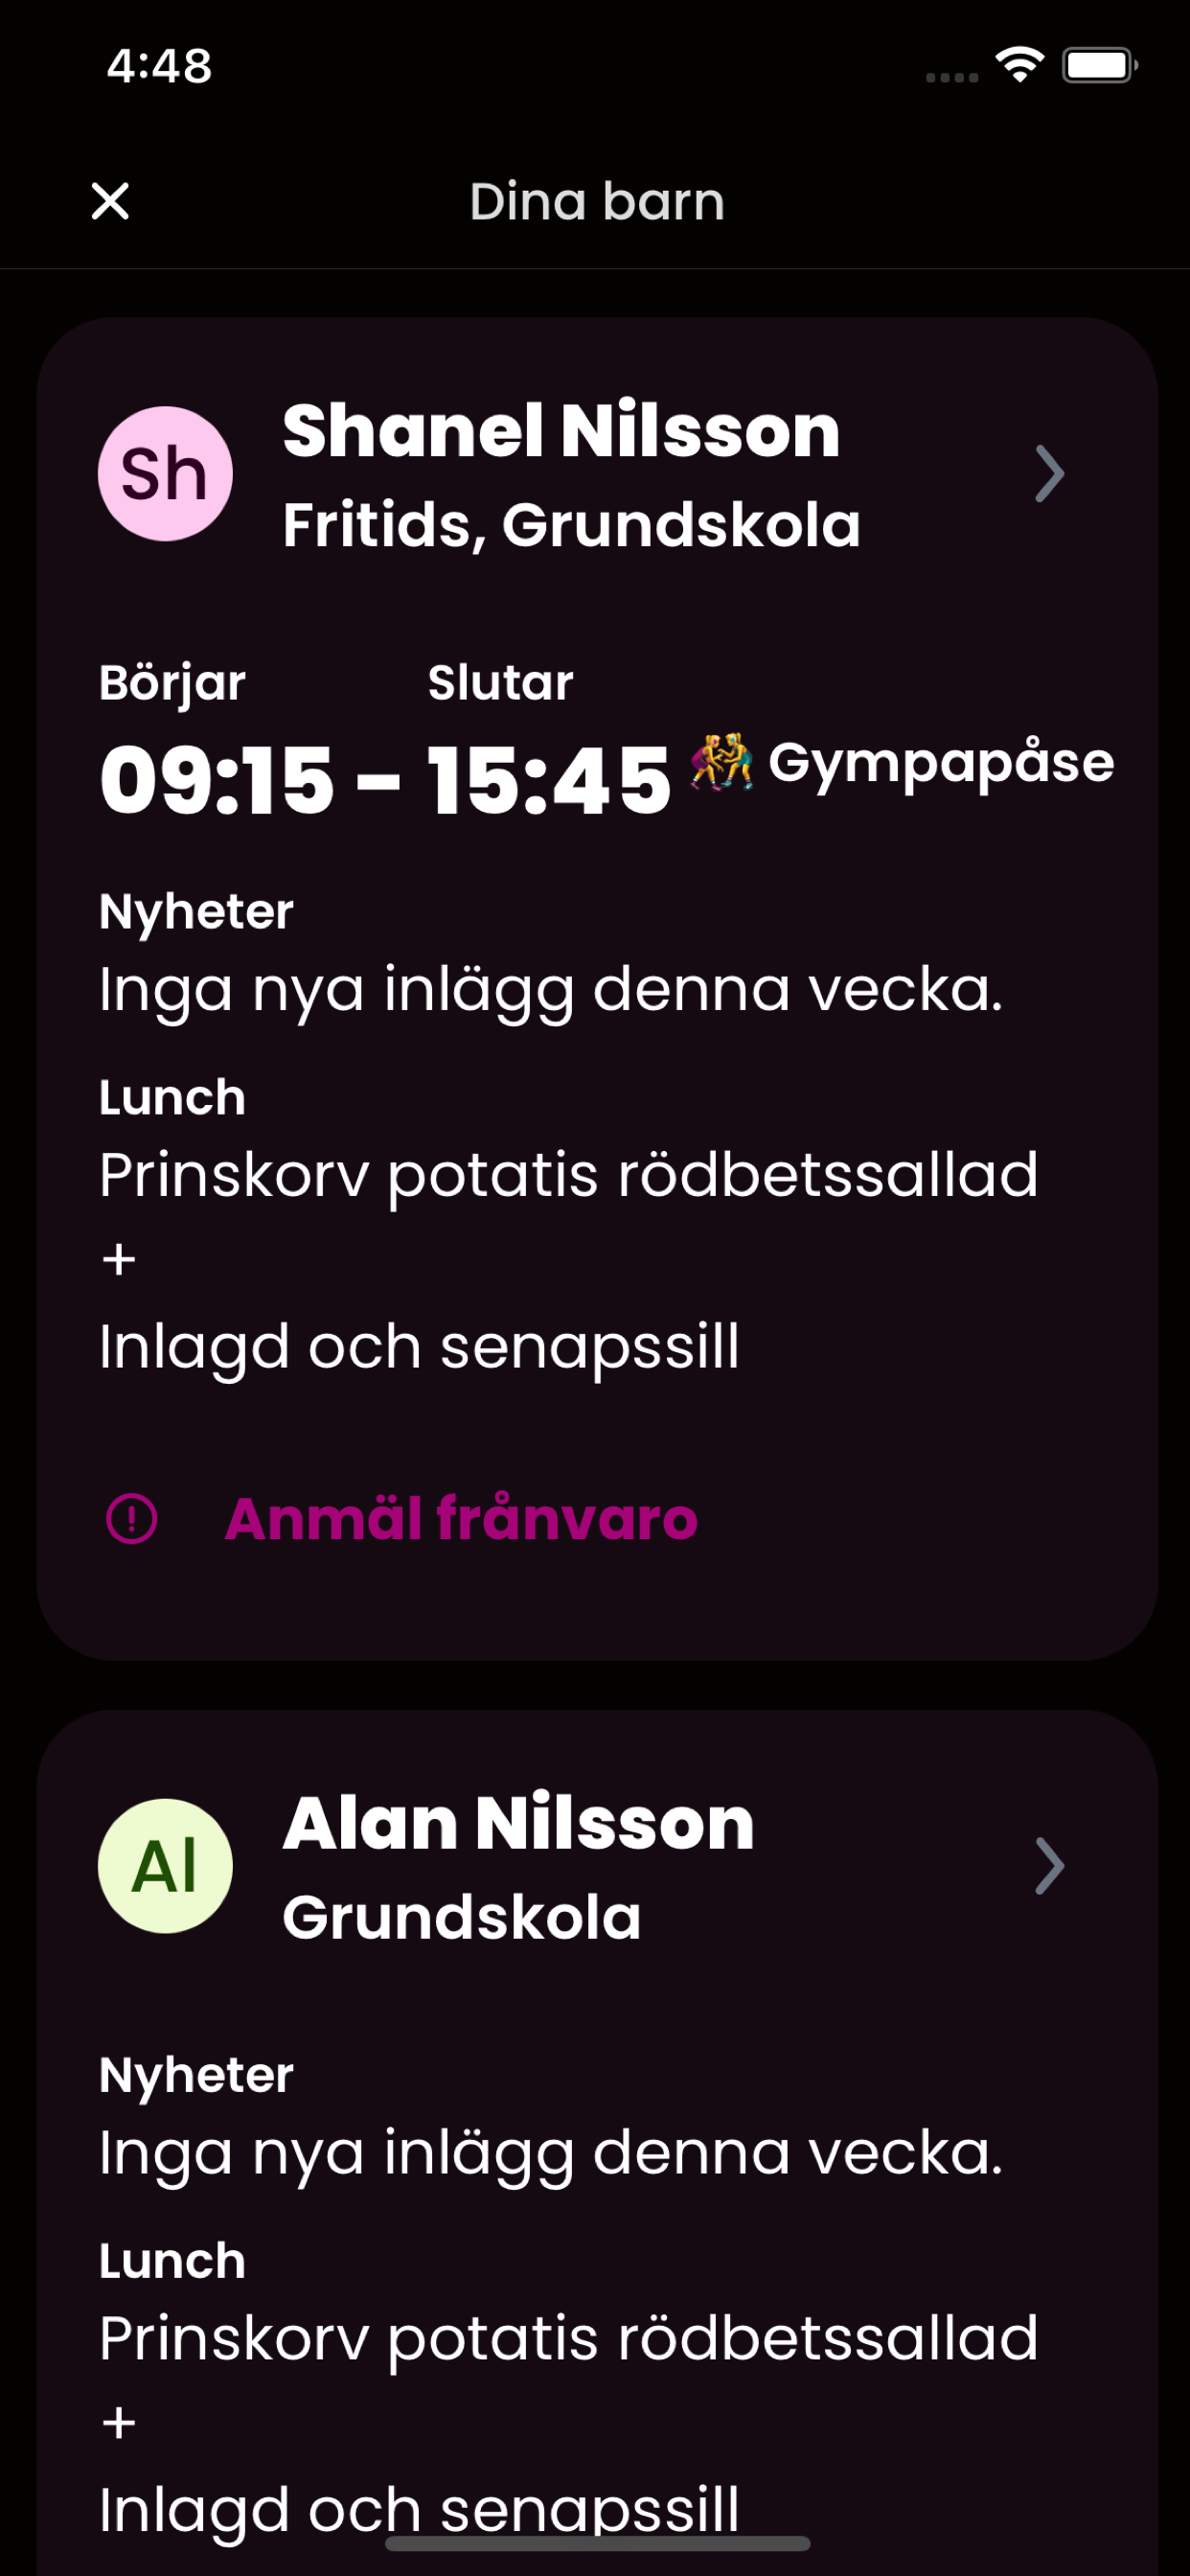 4:48
Dina barn
Sh
Shanel Nilsson
Fritids, Grundskola
Börjar
Slutar
09:15 - 15:45 🤼‍♀️ Gympapåse
Nyheter
Inga nya inlägg denna vecka.
Lunch
Prinskorv potatis rödbetssallad
+
Inlagd och senapssill
Anmäl frånvaro
Al
Alan Nilsson
Grundskola
Nyheter
Inga nya inlägg denna vecka.
Lunch
Prinskorv potatis rödbetssallad
+
Inlagd och senapssill